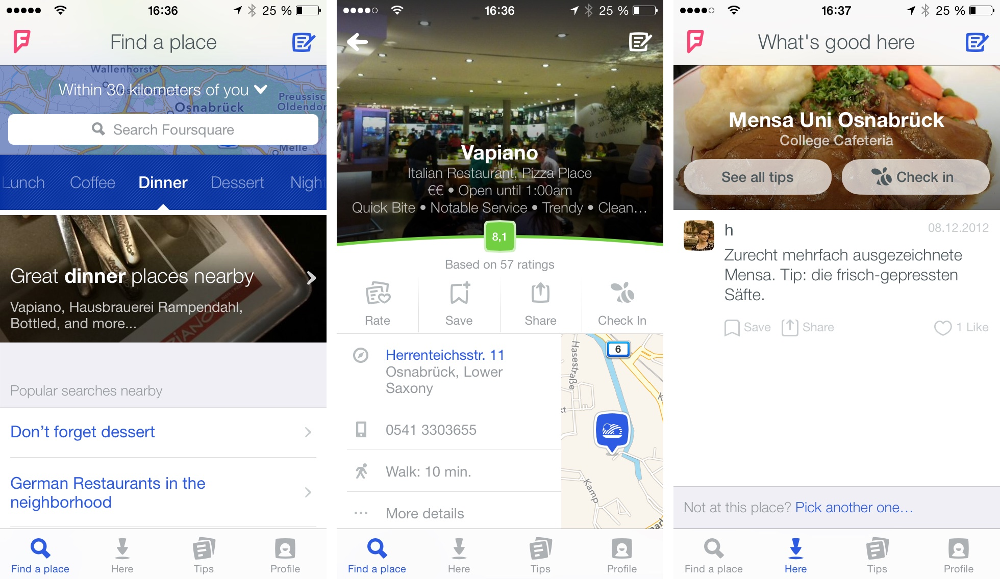 16:36
25 %
Find a place
Wallenhorst
Within 30 kilometers of you
Preussisc
Oldendor
Osnabrück
Search Foursquare
Melle
Lunch Coffee Dinner Dessert Night
VAPIANO
Great dinner places nearby
Vapiano, Hausbrauerei Rampendahl,
Bottled, and more...
Popular searches nearby
Don’t forget dessert
German Restaurants in the
neighborhood
Find a place Here Tips Profile
16:36
25 %
Vapiano
Italian Restaurant, Pizza Place
€€ • Open until 1:00am
Quick Bite • Notable Service • Trendy • Clean…
8,1
Based on 57 ratings
Rate Save Share Check In
Herrenteichsstr. 11
Osnabrück, Lower
Saxony
0541 3303655
Walk: 10 min.
More details
6
Hasestraße
Kamp
Find a place Here Tips Profile
16:37
25 %
What's good here
Mensa Uni Osnabrück
College Cafeteria
See all tips Check in
h
08.12.2012
Zurecht mehrfach ausgezeichnete
Mensa. Tip: die frisch-gepressten
Säfte.
Save Share 1 Like
Not at this place? Pick another one…
Find a place Here Tips Profile